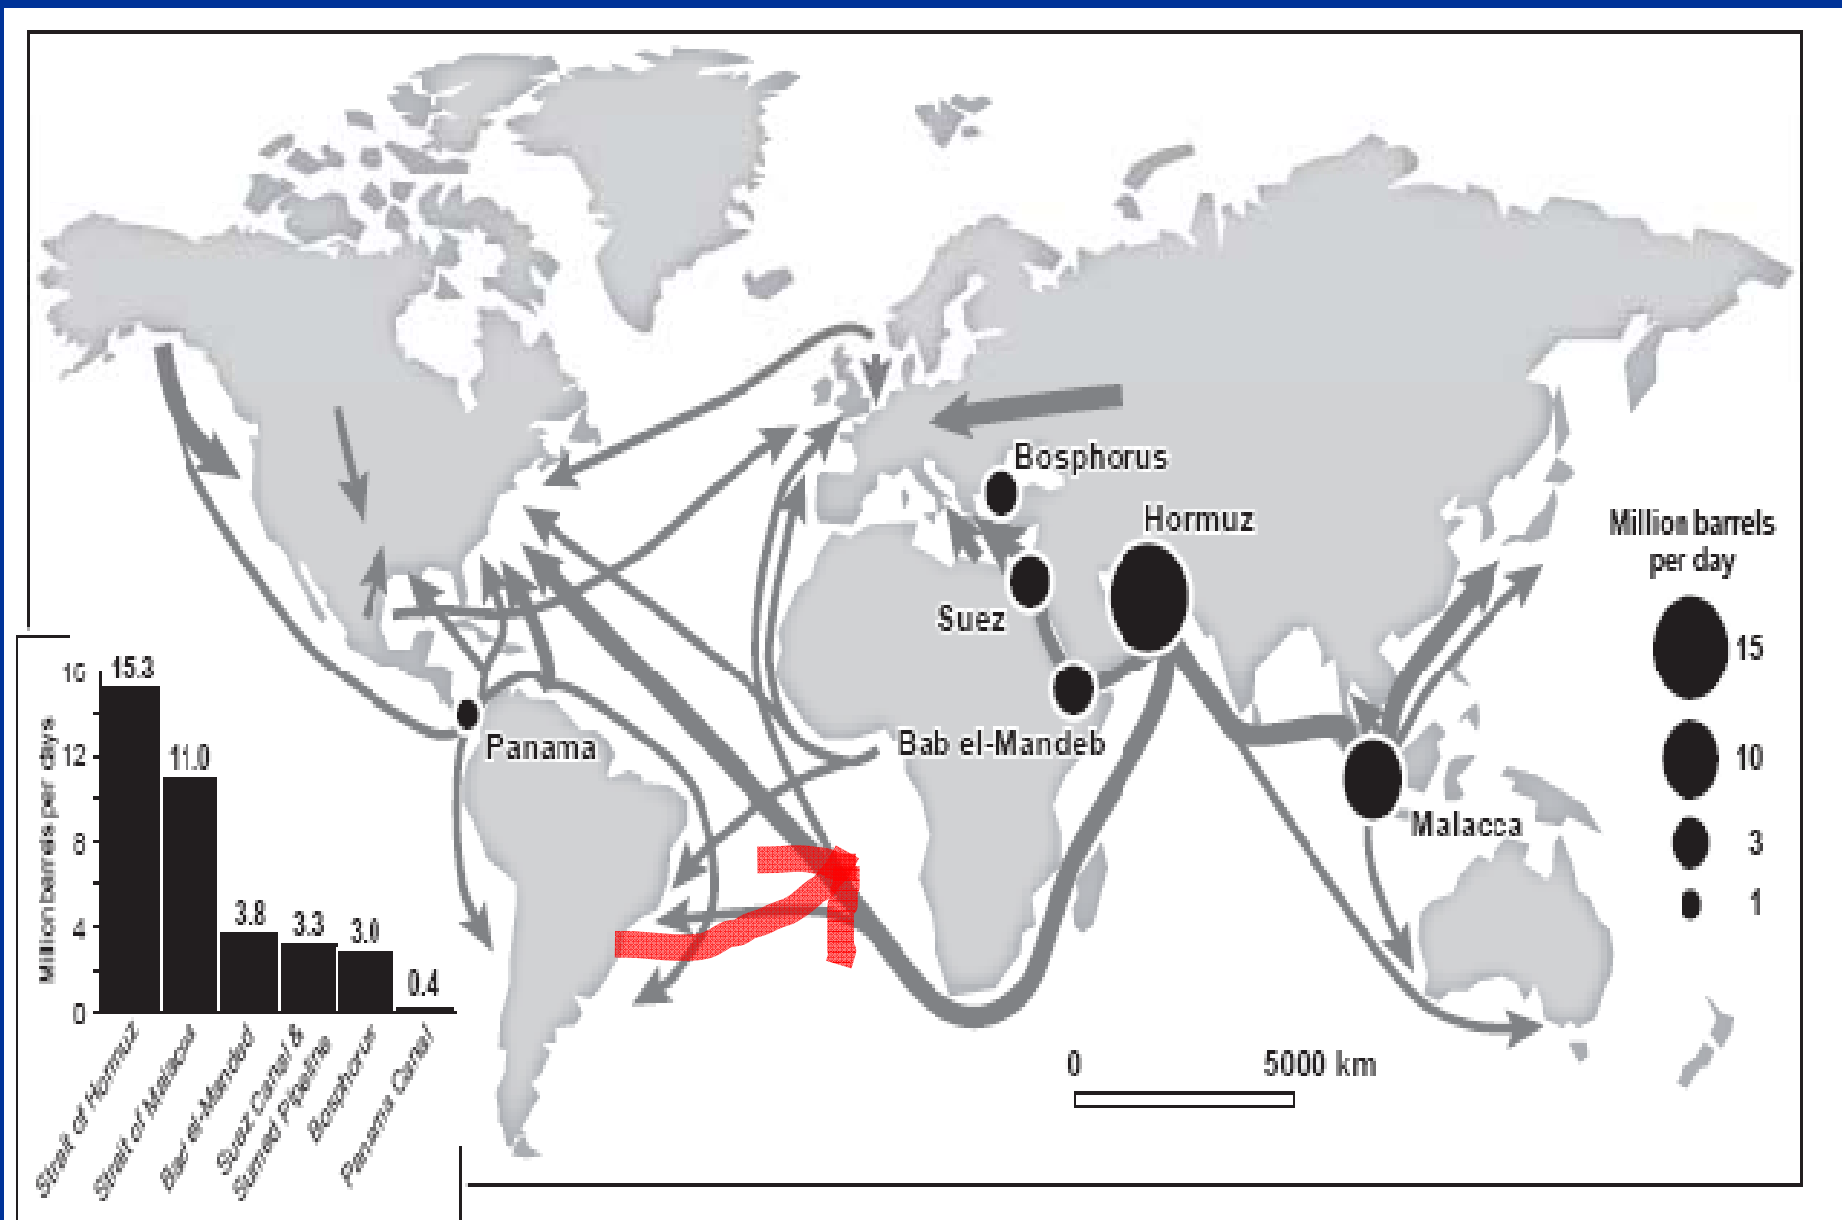 Bosphorus
Hormuz
Suez
Bab el-Mandeb
Panama
Malacca
Million barrels
per day
15
10
3
1
0 5000 km
Million barrels per days
16
12
8
4
0
15.3
11.0
3.8
3.3
3.0
0.4
Strait of Hormuz
Strait of Malacca
Bab el-Manded
Suez Canal &
Sumed Pipeline
Bosphorus
Panama Canal